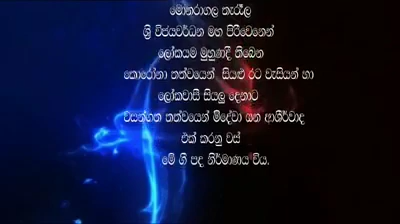 මොනරාගල තැරැල
ශ්‍රී විජයවර්ධන මහ පිරිවෙනෙන්
ලෝකයම මුහුණදී තිබෙන
කොරෝනා තත්වයෙන් සියළු රට වැසියන් හා
ලෝකවාසී සියලු දෙනාට
වසන්ගත තත්වයෙන් මිදේවා යන ආශිර්වාද
එක් කරනු වස්
මේ ගී පද නිර්මාණය විය.